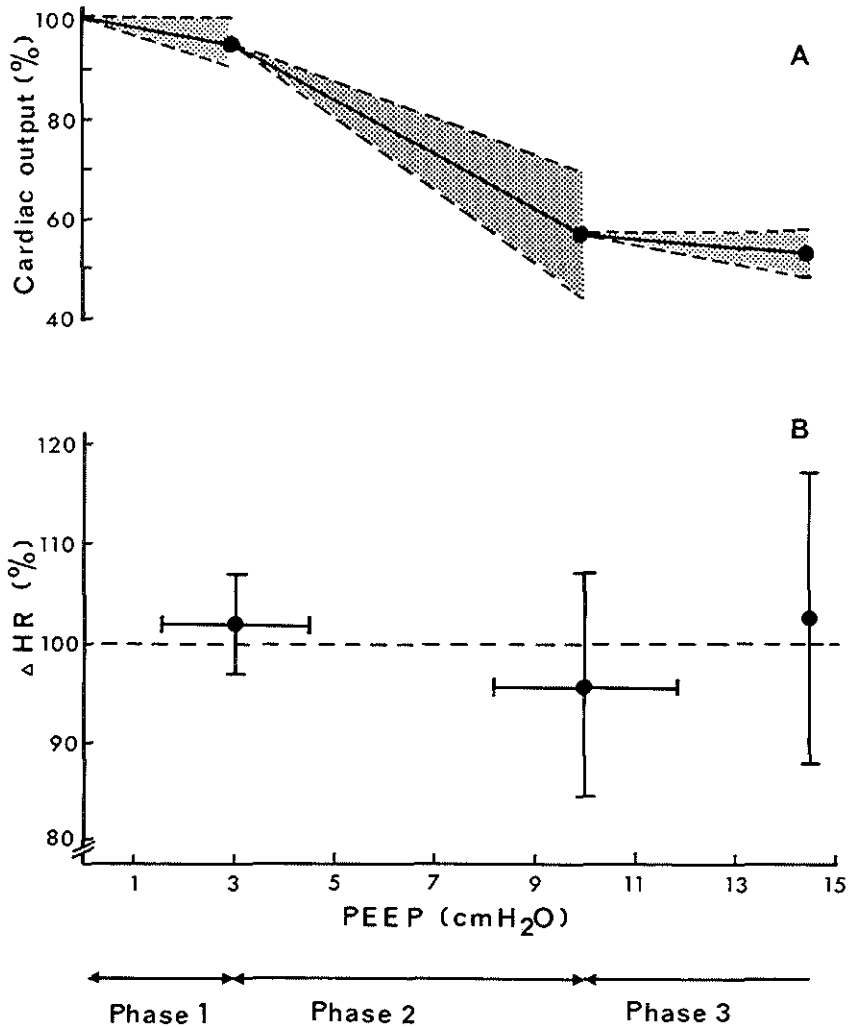 100
80
60
40
Cardiac output (%)
A
B
120
110
100
90
80
Δ HR (%)
1 3 5 7 9 11 13 15
PEEP (cmH₂O)
Phase 1 Phase 2 Phase 3